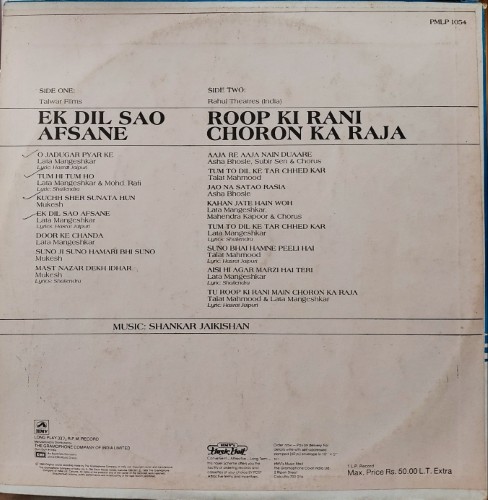 PMLP 1054
SIDE ONE:
Talwar Films
EK DIL SAO
AFSANE
O JADUGAR PYAR KE
Lata Mangeshkar
Lyric: Hasrat Jaipuri
TUM HI TUM HO
Lata Mangeshkar & Mohd. Rafi
Lyric: Shailendra
KUCHH SHER SUNATA HUN
Mukesh
EK DIL SAO AFSANE
Lata Mangeshkar
Lyrics: Hasrat Jaipuri
DOOR KE CHANDA
Lata Mangeshkar
SUNO JI SUNO HAMARI BHI SUNO
Mukesh
MAST NAZAR DEKH IDHAR
Mukesh
Lyrics: Shailendra
SIDE TWO:
Rahul Theatres (India)
ROOP KI RANI
CHORON KA RAJA
AAJA RE AAJA NAIN DUAARE
Asha Bhosle, Subir Sen & Chorus
TUM TO DIL KE TAR CHHED KAR
Talat Mahmood
JAO NA SATAO RASIA
Asha Bhosle
KAHAN JATE HAIN WOH
Lata Mangeshkar,
Mahendra Kapoor & Chorus
TUM TO DIL KE TAR CHHED KAR
Lata Mangeshkar
Lyrics: Shailendra
SUNO BHAI HAMNE PEELI HAI
Talat Mahmood
Lyric: Hasrat Jaipuri
AISI HI AGAR MARZI HAI TERI
Lata Mangeshkar
Lyric: Shailendra
TU ROOP KI RANI MAIN CHORON KA RAJA
Talat Mahmood & Lata Mangeshkar
Lyric: Hasrat Jaipuri
MUSIC: SHANKAR JAIKISHAN
LONG PLAY 33⅓ R.P.M. RECORD
THE GRAMOPHONE COMPANY OF INDIA LIMITED
EMI
1 L.P. Record
Max. Price Rs. 50.00 L.T. Extra